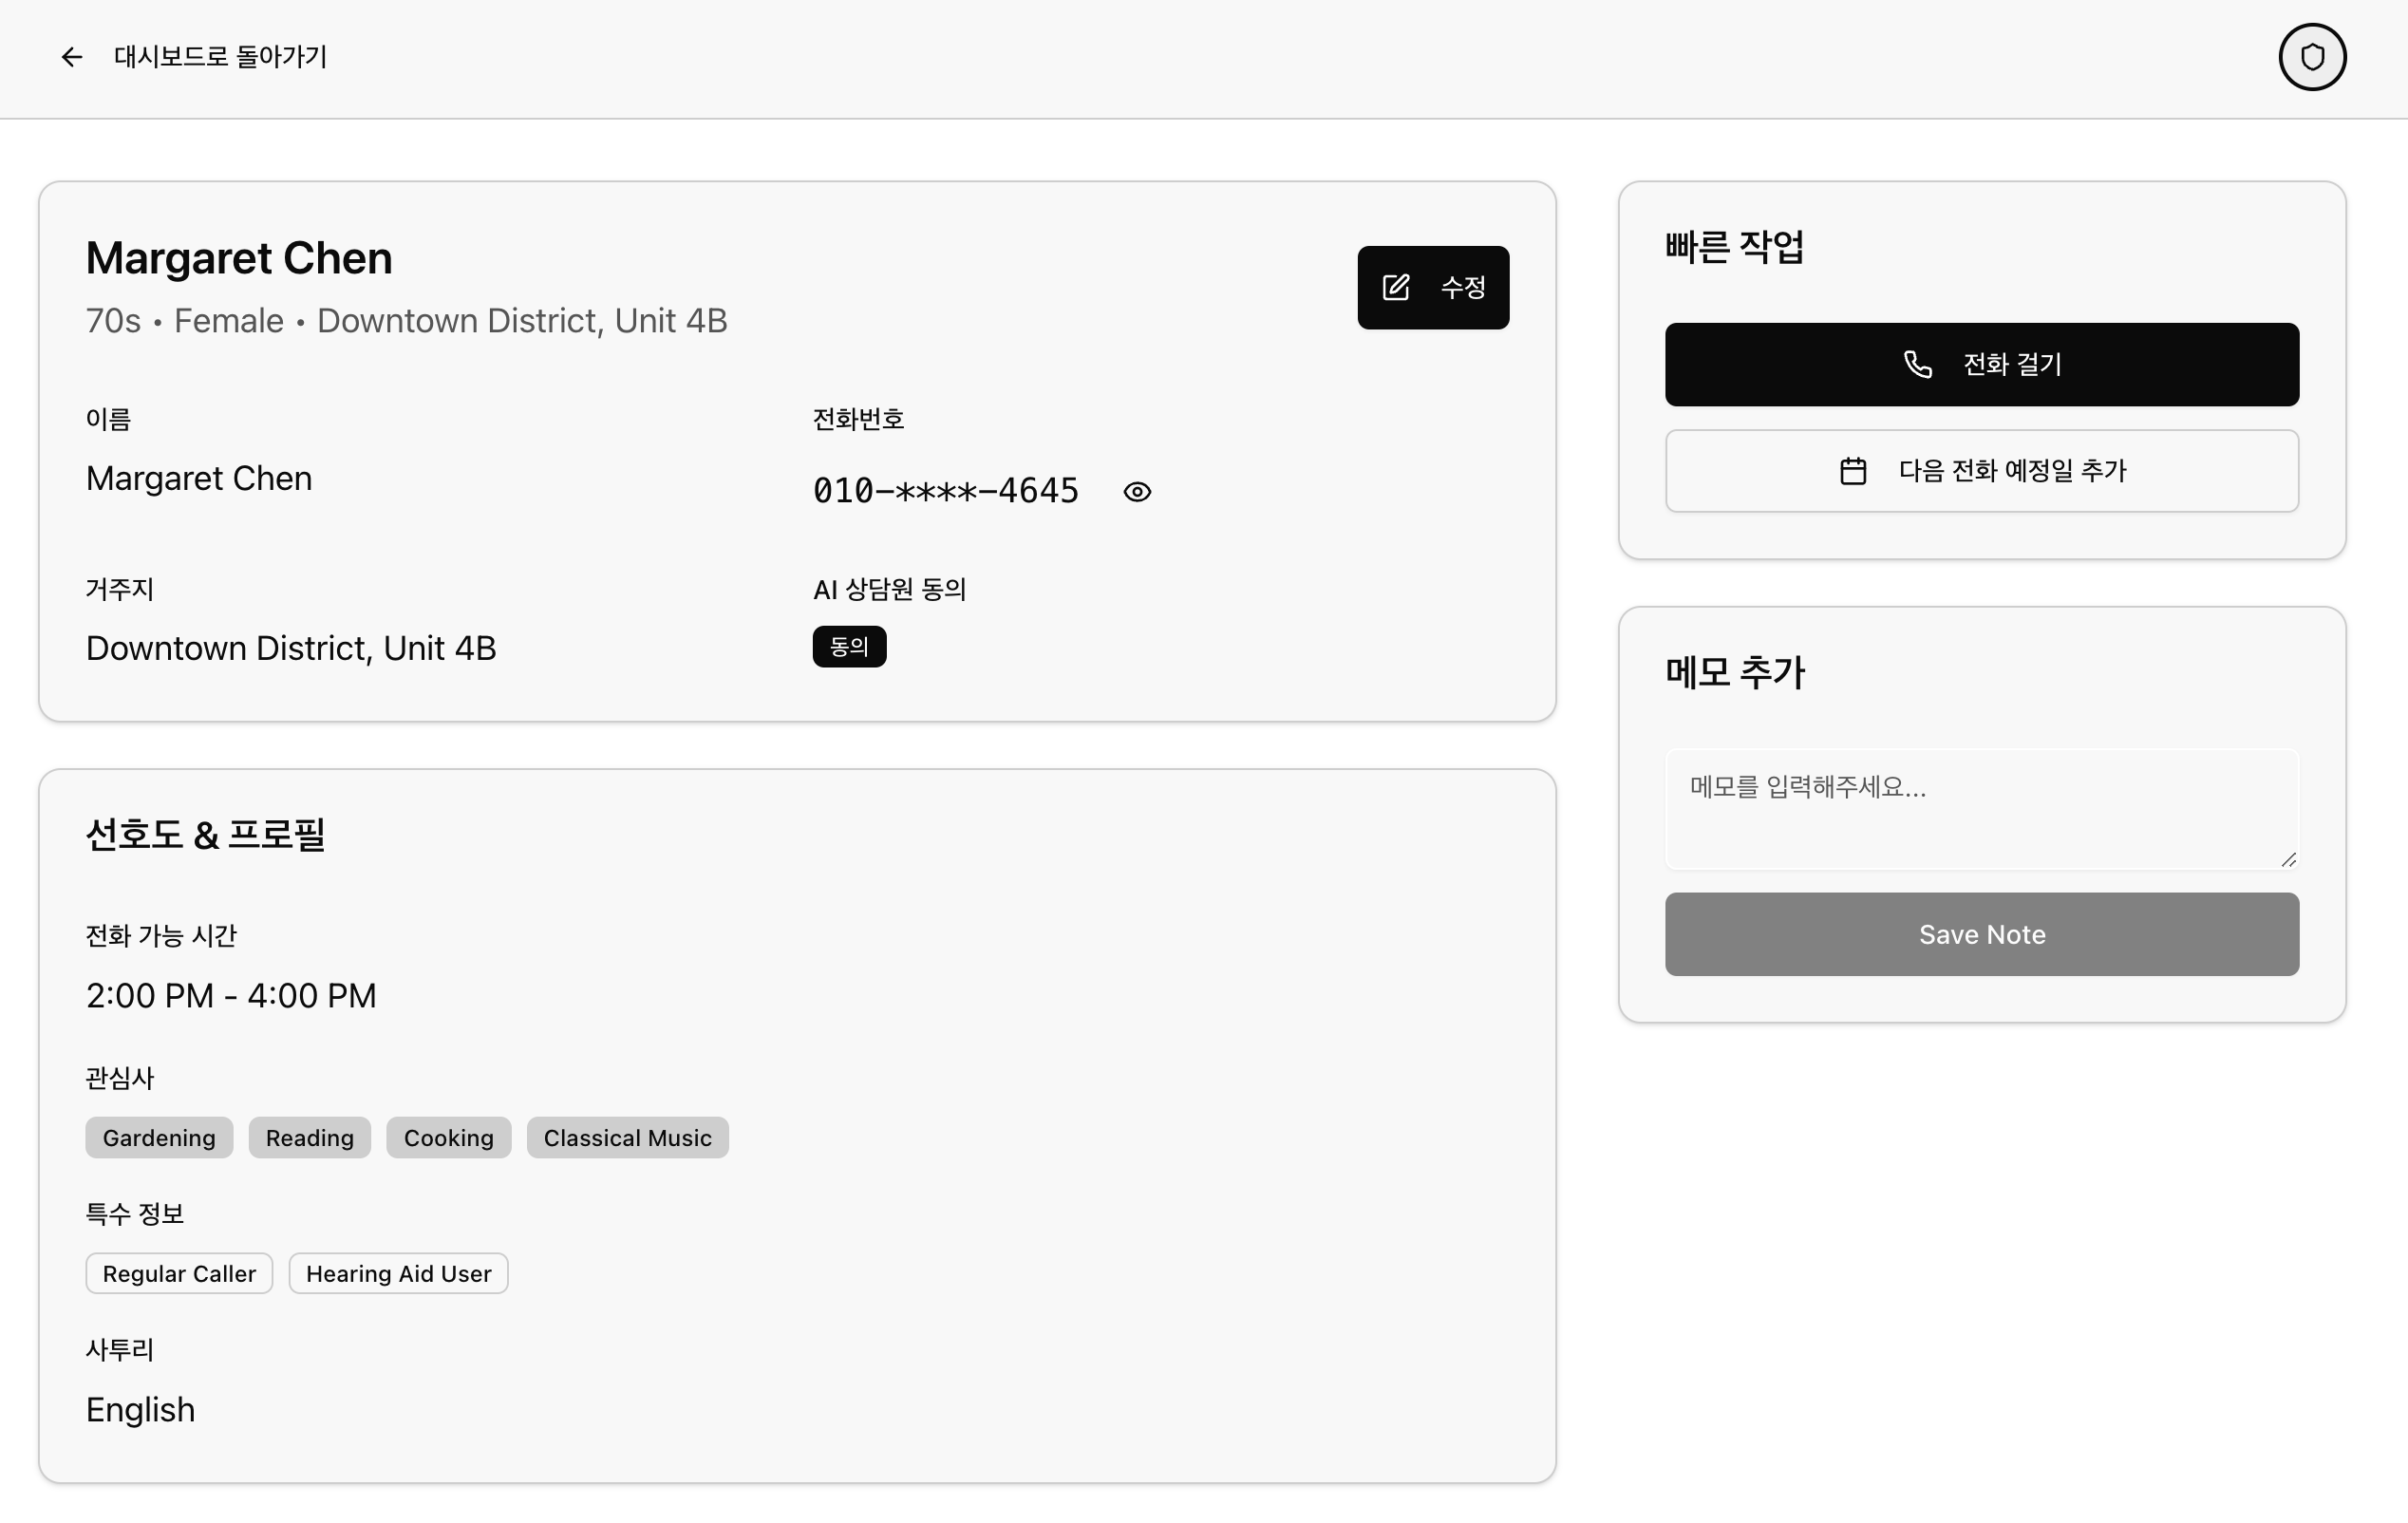 대시보드로 돌아가기
Margaret Chen
70s • Female • Downtown District, Unit 4B
수정
이름
Margaret Chen
전화번호
010-****-4645
거주지
Downtown District, Unit 4B
AI 상담원 동의
동의
선호도 & 프로필
전화 가능 시간
2:00 PM - 4:00 PM
관심사
Gardening Reading Cooking Classical Music
특수 정보
Regular Caller Hearing Aid User
사투리
English
빠른 작업
전화 걸기
다음 전화 예정일 추가
메모 추가
메모를 입력해주세요...
Save Note